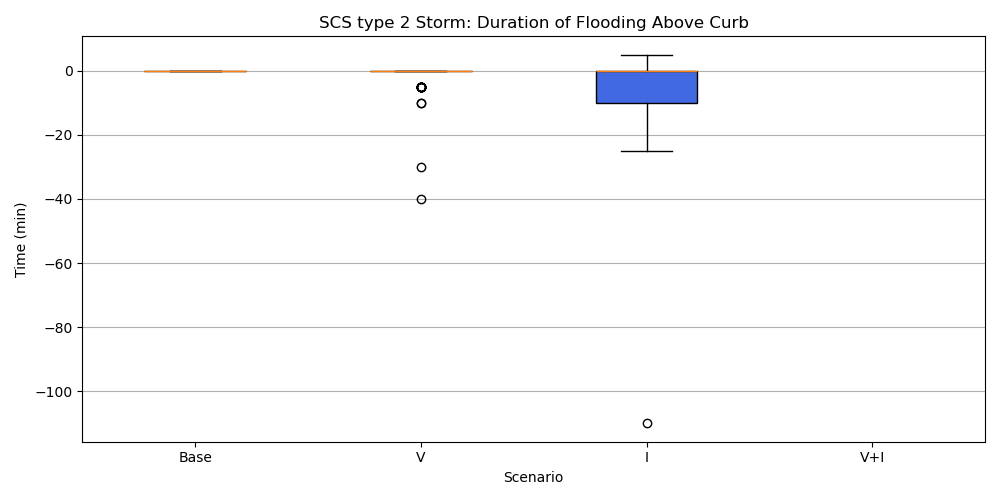 SCS type 2 Storm: Duration of Flooding Above Curb
0
−20
−40
−60
−80
−100
Time (min)
Base
V
I
V+I
Scenario